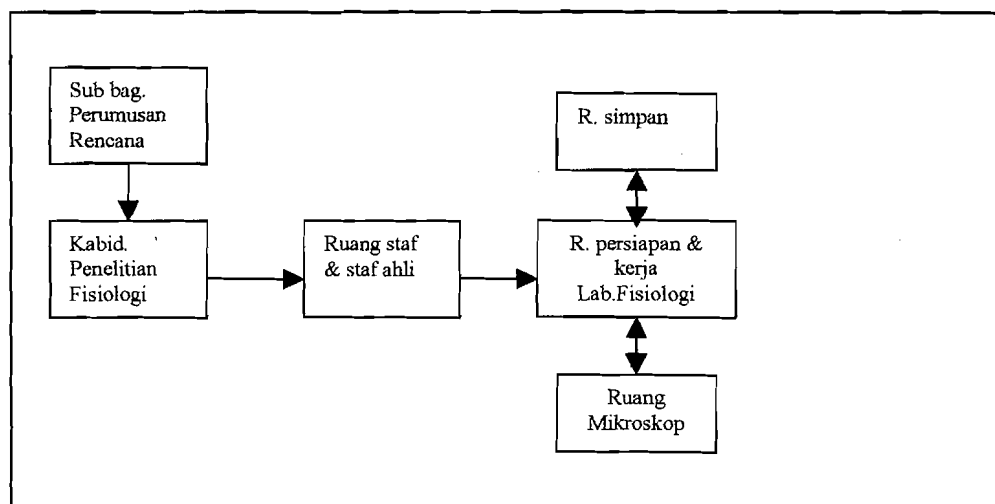 Sub bag.
Perumusan
Rencana
R. simpan
Kabid.
Penelitian
Fisiologi
Ruang staf
& staf ahli
R. persiapan &
kerja
Lab.Fisiologi
Ruang
Mikroskop